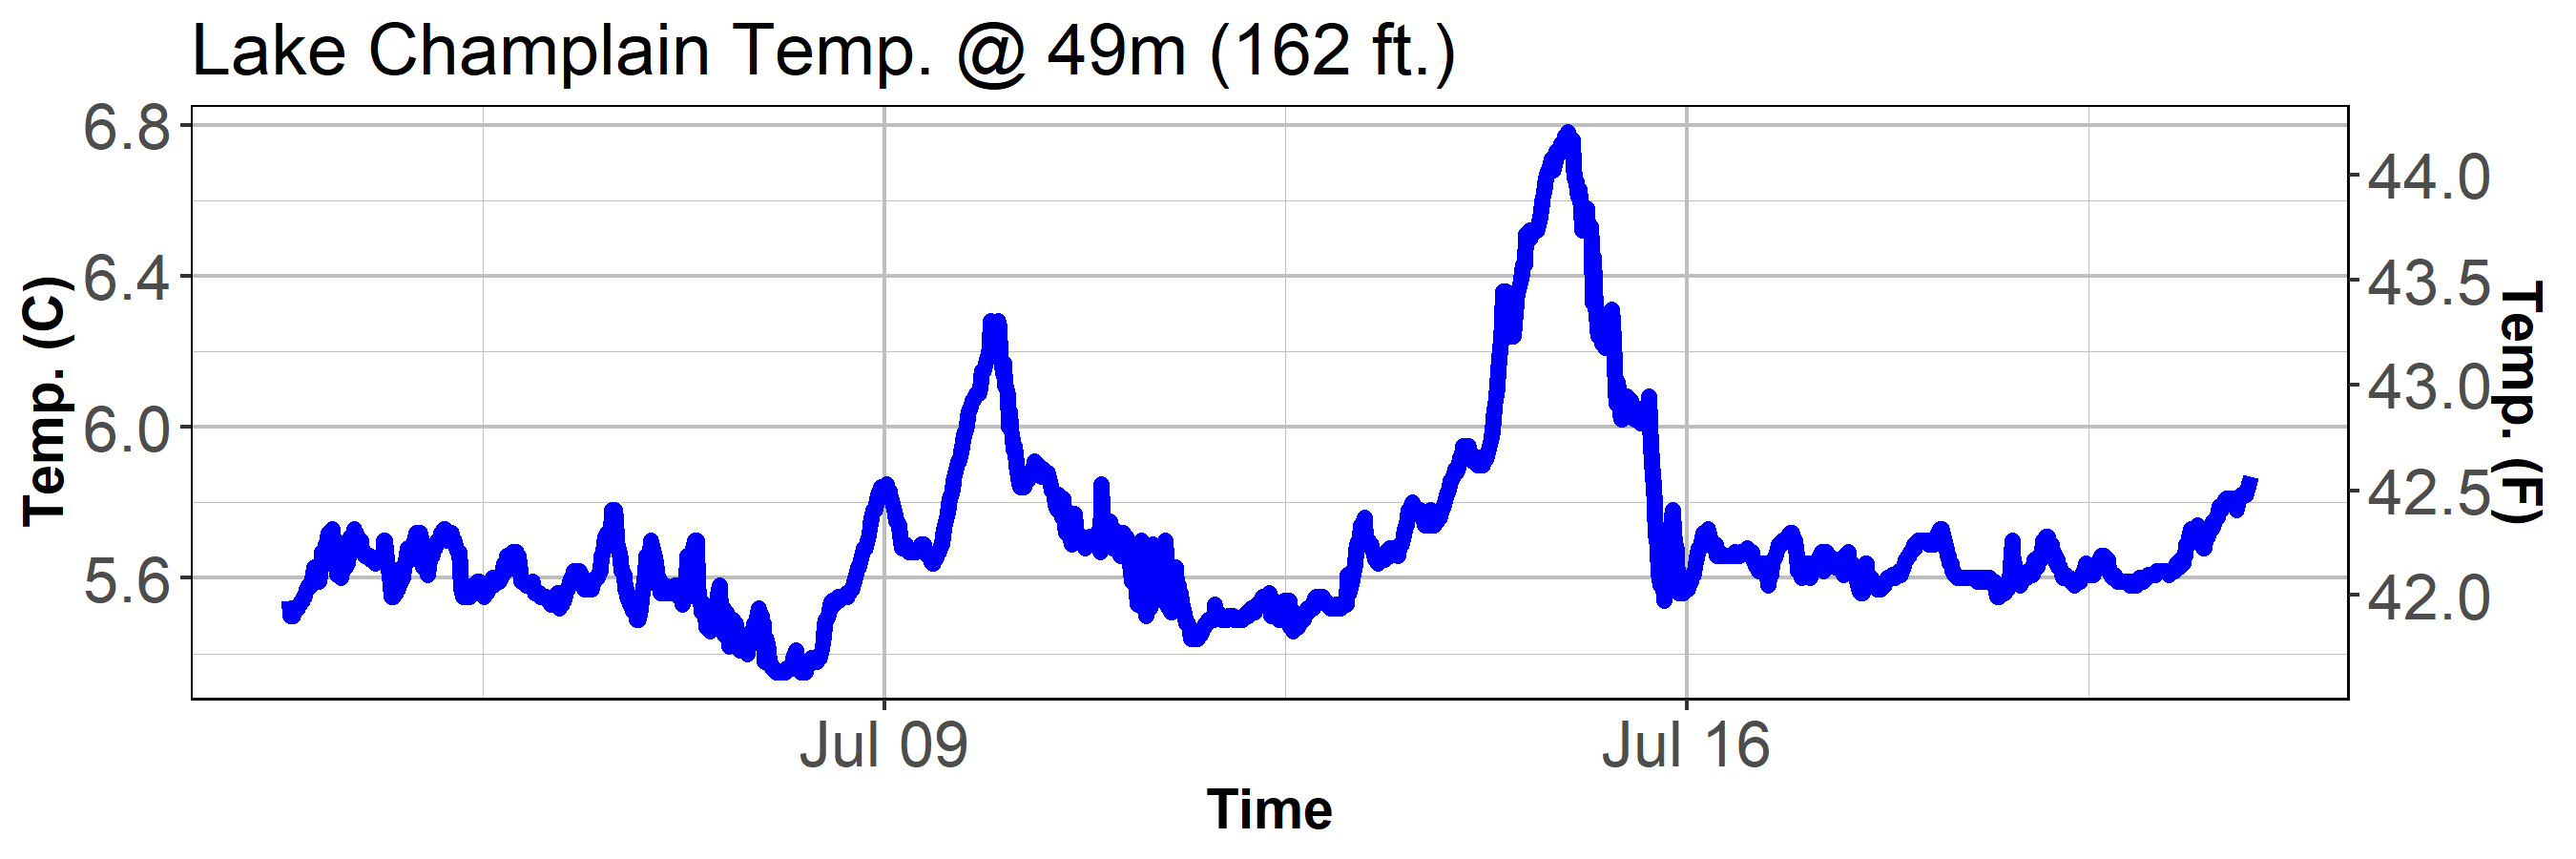 Lake Champlain Temp. @ 49m (162 ft.)
6.8
6.4
6.0
5.6
Temp. (C)
44.0
43.5
43.0
42.5
42.0
Temp. (F)
Jul 09
Jul 16
Time